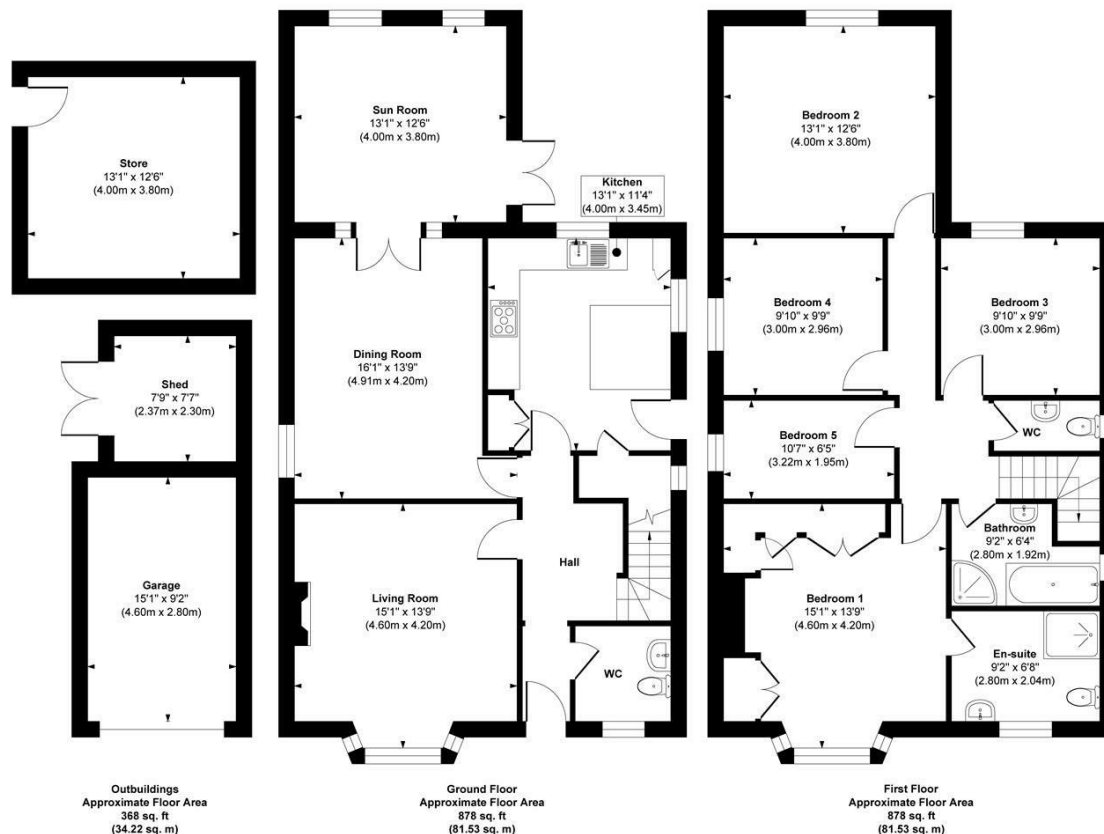 Store
13'1" x 12'6"
(4.00m x 3.80m)
Shed
7'9" x 7'7"
(2.37m x 2.30m)
Garage
15'1" x 9'2"
(4.60m x 2.80m)
Outbuildings
Approximate Floor Area
368 sq. ft
(34.22 sq. m)
Sun Room
13'1" x 12'6"
(4.00m x 3.80m)
Kitchen
13'1" x 11'4"
(4.00m x 3.45m)
Dining Room
16'1" x 13'9"
(4.91m x 4.20m)
Hall
Living Room
15'1" x 13'9"
(4.60m x 4.20m)
WC
Ground Floor
Approximate Floor Area
878 sq. ft
(81.53 sq. m)
Bedroom 2
13'1" x 12'6"
(4.00m x 3.80m)
Bedroom 4
9'10" x 9'9"
(3.00m x 2.96m)
Bedroom 3
9'10" x 9'9"
(3.00m x 2.96m)
Bedroom 5
10'7" x 6'5"
(3.22m x 1.95m)
WC
Bathroom
9'2" x 6'4"
(2.80m x 1.92m)
Bedroom 1
15'1" x 13'9"
(4.60m x 4.20m)
En-suite
9'2" x 6'8"
(2.80m x 2.04m)
First Floor
Approximate Floor Area
878 sq. ft
(81.53 sq. m)